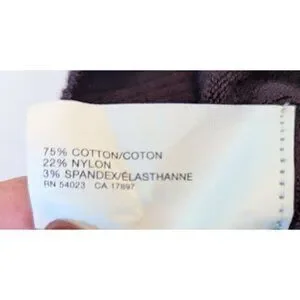 75% COTTON/COTON
22% NYLON
3% SPANDEX/ÉLASTHANNE
RN 54023 CA 17897